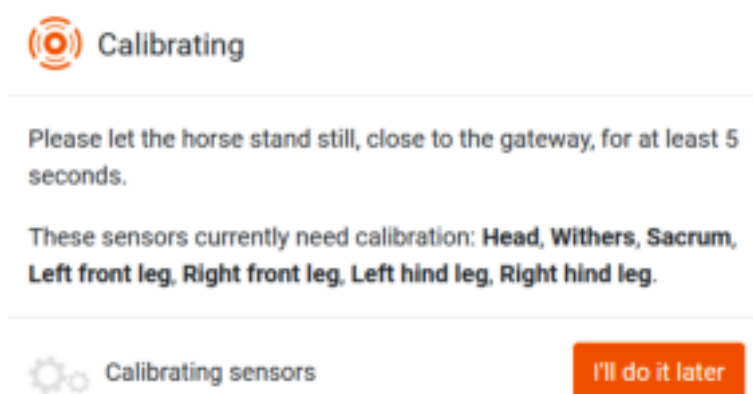 Calibrating
Please let the horse stand still, close to the gateway, for at least 5
seconds.
These sensors currently need calibration: Head, Withers, Sacrum,
Left front leg, Right front leg, Left hind leg, Right hind leg.
Calibrating sensors
I'll do it later